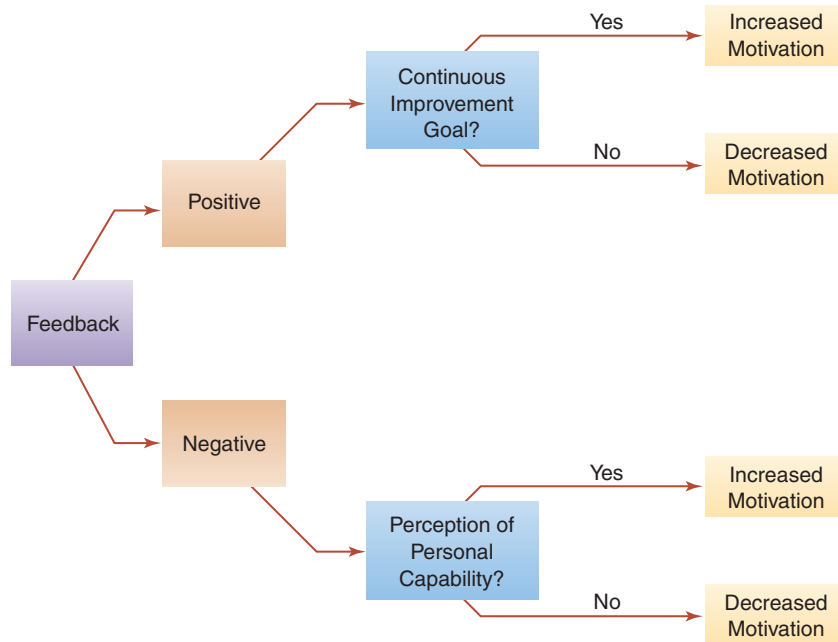 Yes
Increased
Motivation
Continuous
Improvement
Goal?
No
Decreased
Motivation
Positive
Feedback
Negative
Yes
Increased
Motivation
Perception of
Personal
Capability?
No
Decreased
Motivation